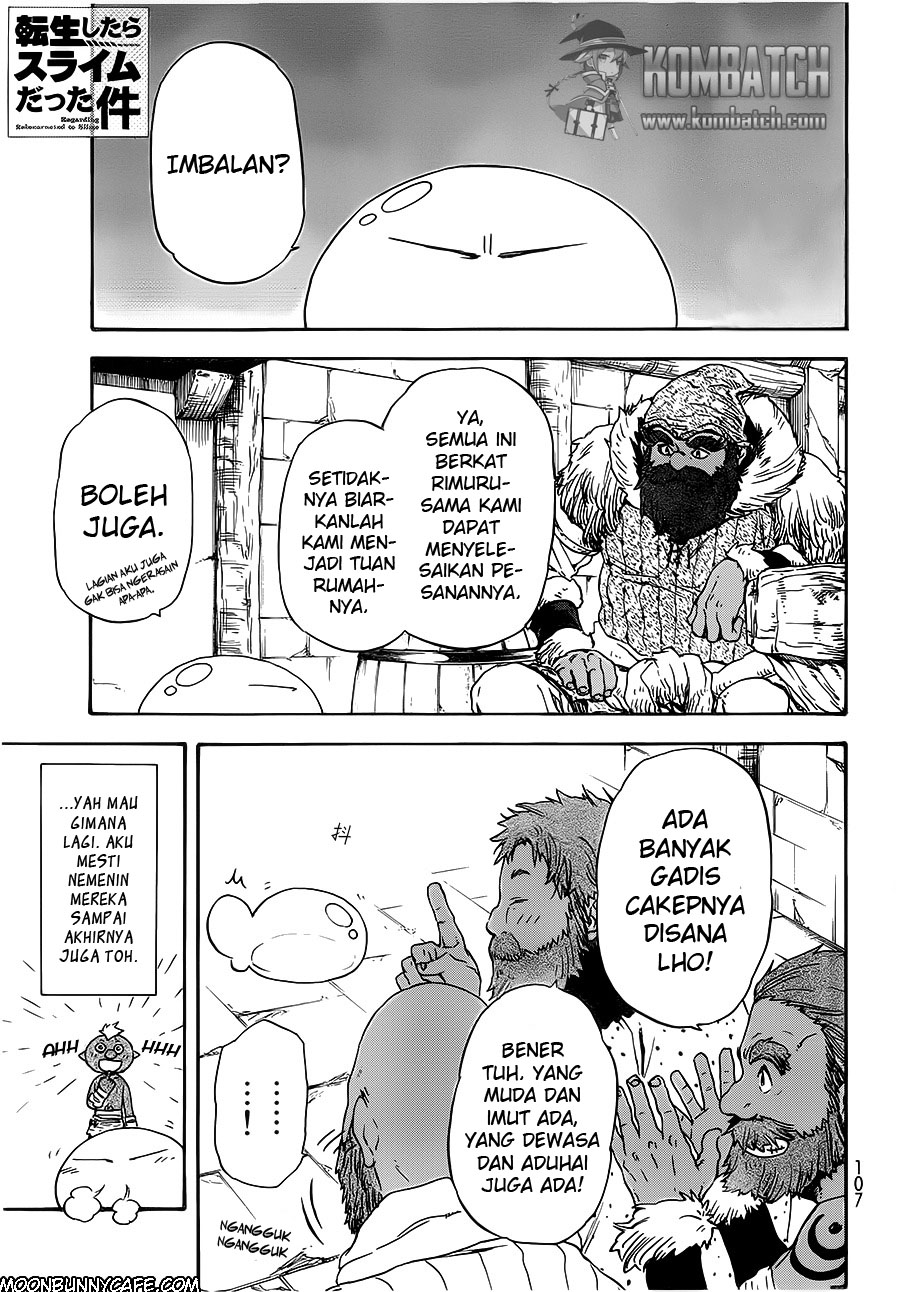 転生したら
スライム
だった件
Regarding
Reincarnated to Slime
KOMBATCH
www.kombatch.com
IMBALAN?
YA,
SEMUA INI
BERKAT
RIMURU-
SAMA KAMI
DAPAT
MENYELE-
SAIKAN PE-
SANANNYA.
SETIDAK-
NYA BIAR-
KANLAH
KAMI MEN-
JADI TUAN
RUMAH-
NYA.
BOLEH
JUGA.
LAGIAN AKU JUGA
GAK BISA NGERASAIN
APA-APA.
ADA
BANYAK
GADIS
CAKEPNYA
DISANA
LHO!
BENER
TUH. YANG
MUDA DAN
IMUT ADA,
YANG DEWASA
DAN ADUHAI
JUGA ADA!
......!
NGANGGUK
NGANGGUK
...YAH MAU
GIMANA
LAGI. AKU
MESTI
NEMENIN
MEREKA
SAMPAI
AKHIRNYA
JUGA TOH.
AHH HHH
107
MOONBUNNYCAFE.COM